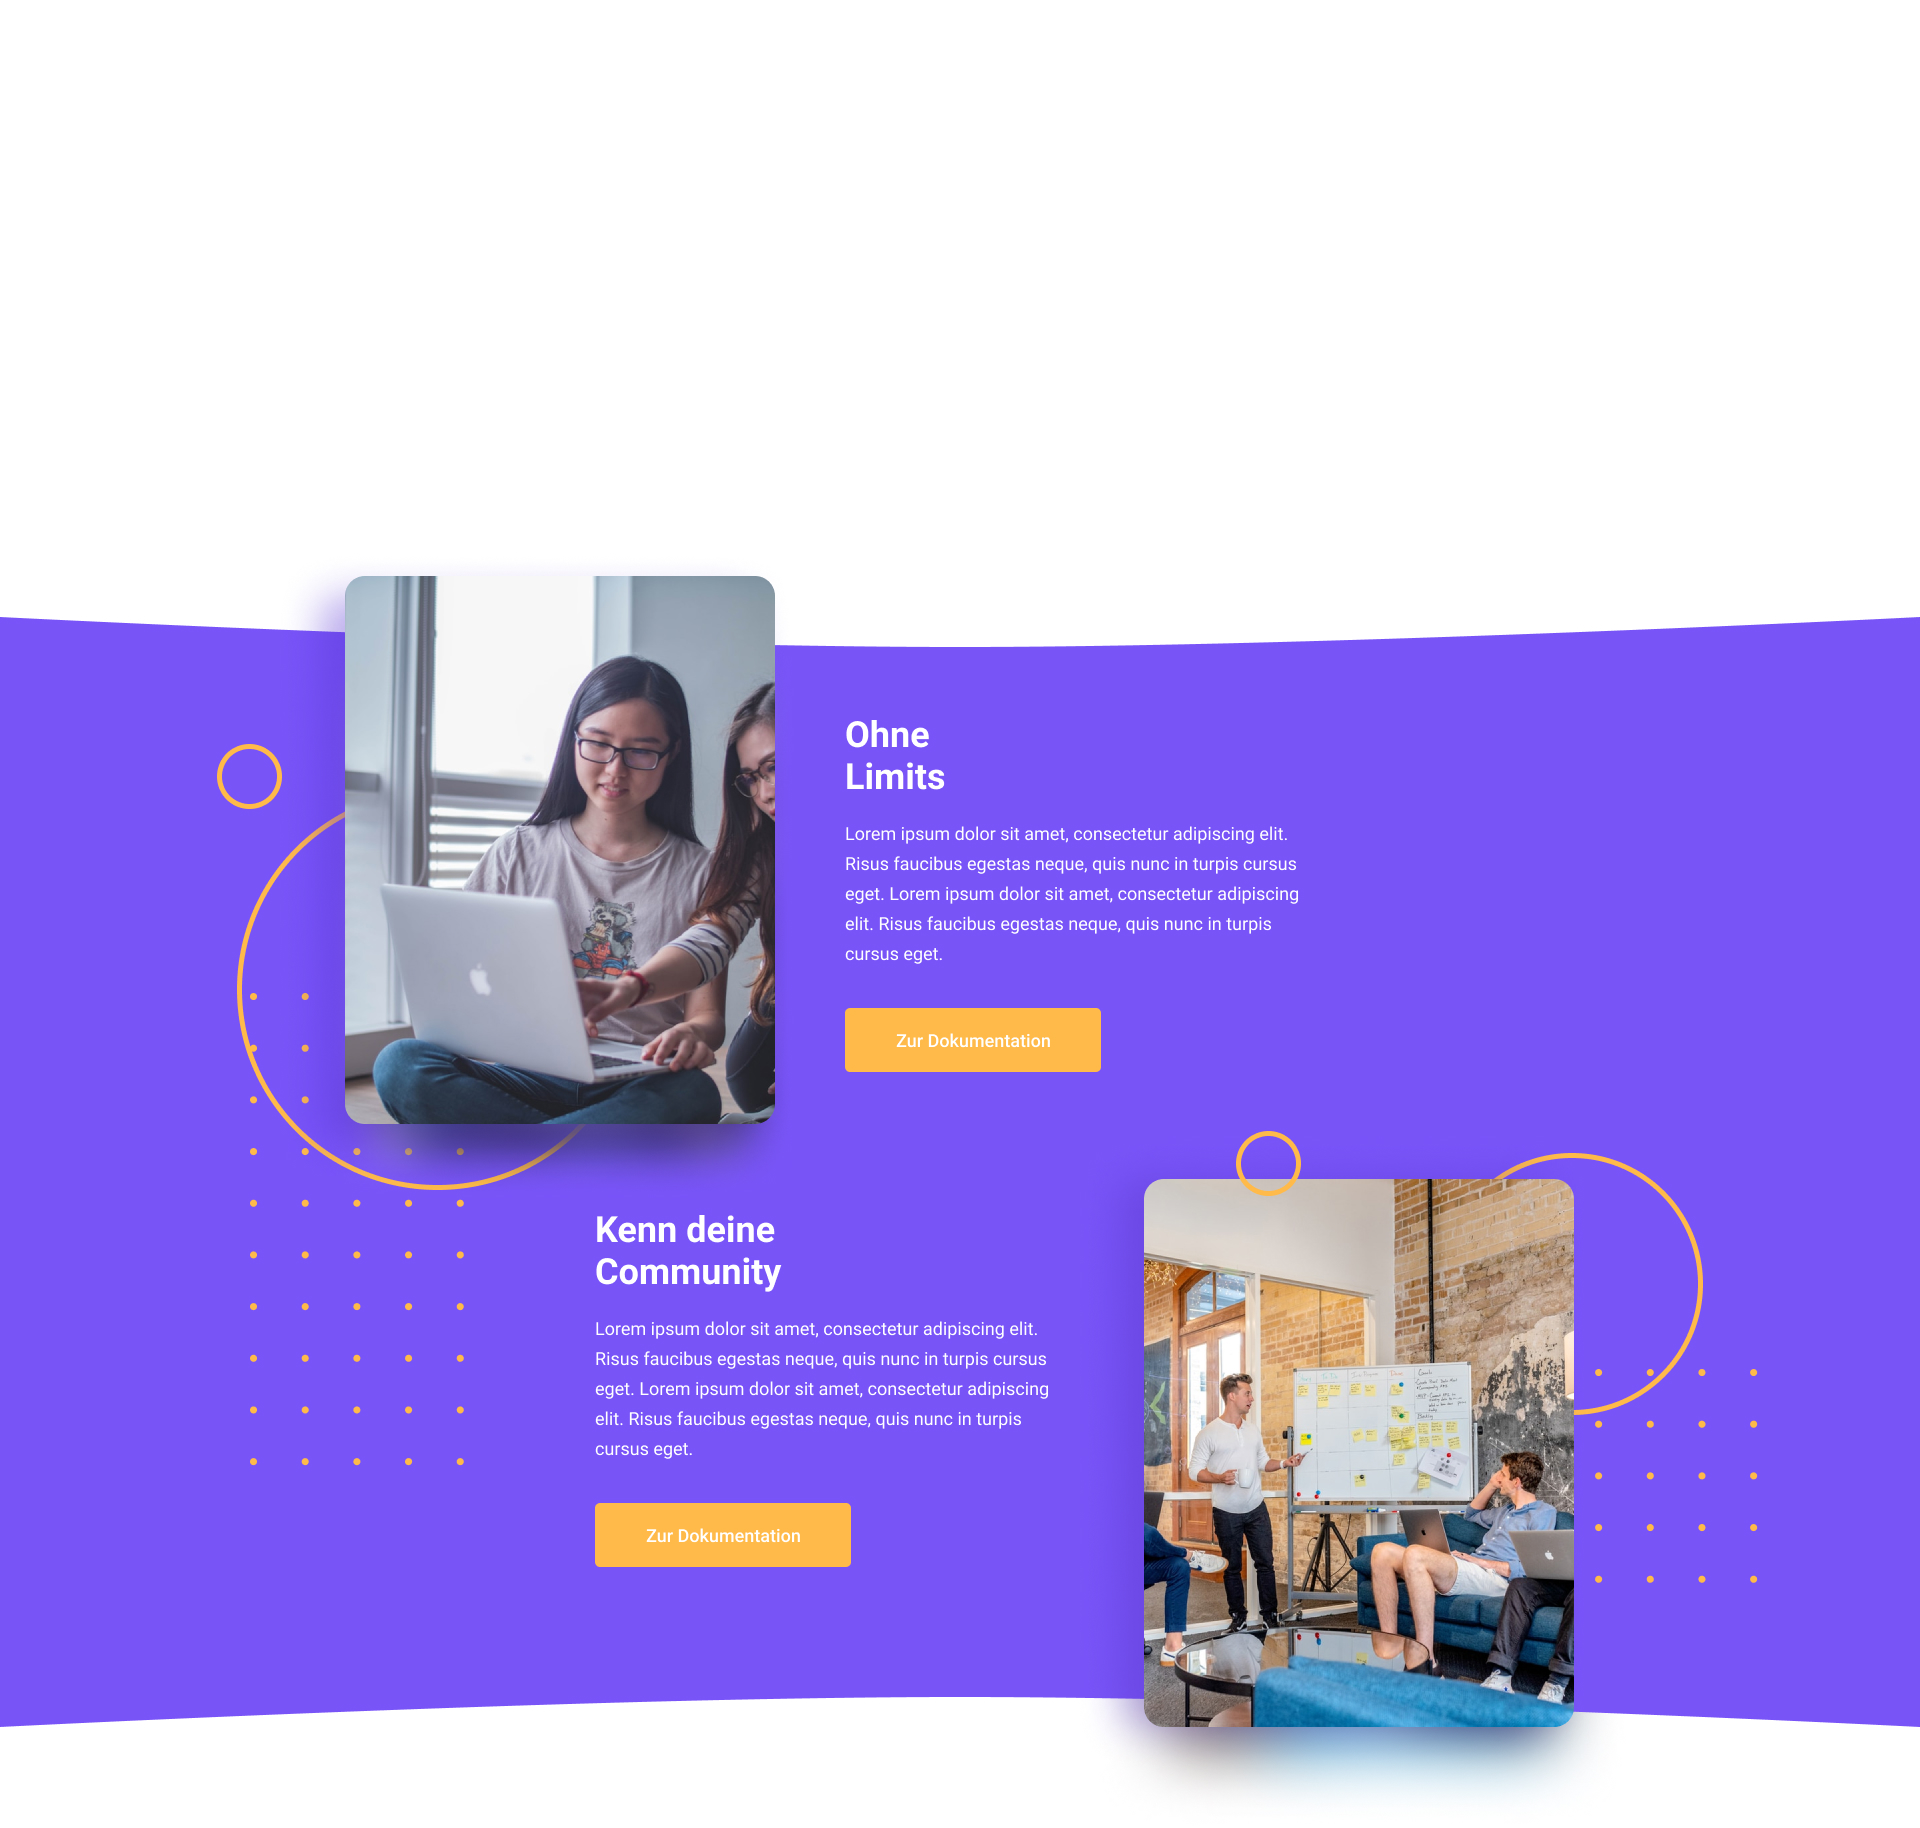 Ohne
Limits
Lorem ipsum dolor sit amet, consectetur adipiscing elit.
Risus faucibus egestas neque, quis nunc in turpis cursus
eget. Lorem ipsum dolor sit amet, consectetur adipiscing
elit. Risus faucibus egestas neque, quis nunc in turpis
cursus eget.
Zur Dokumentation
Kenn deine
Community
Lorem ipsum dolor sit amet, consectetur adipiscing elit.
Risus faucibus egestas neque, quis nunc in turpis cursus
eget. Lorem ipsum dolor sit amet, consectetur adipiscing
elit. Risus faucibus egestas neque, quis nunc in turpis
cursus eget.
Zur Dokumentation